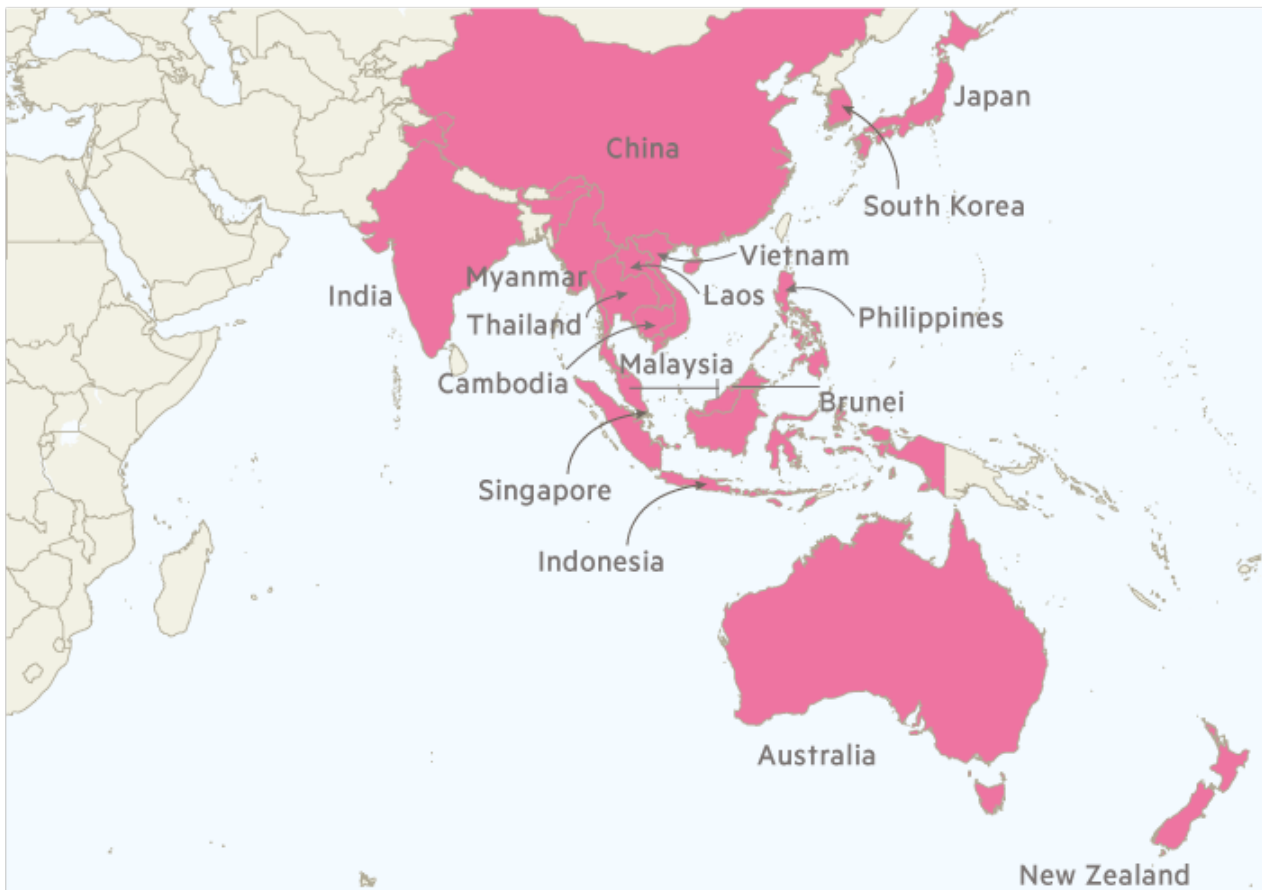 Japan
China
South Korea
Vietnam
Myanmar
India
Laos
Thailand
Philippines
Malaysia
Cambodia
Brunei
Singapore
Indonesia
Australia
New Zealand